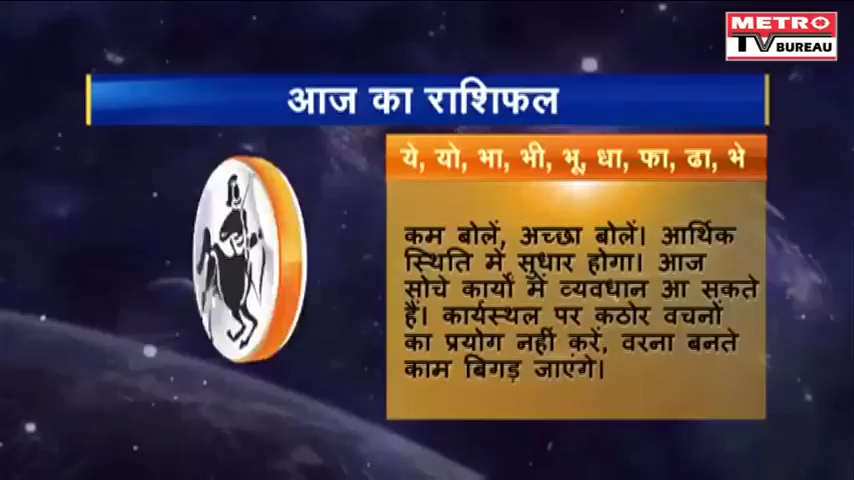 METRO
TV BUREAU
आज का राशिफल
ये, यो, भा, भी, भू, धा, फा, ढा, भे
कम बोलें, अच्छा बोलें। आर्थिक
स्थिति में सुधार होगा। आज
सोचे कार्यों में व्यवधान आ सकते
हैं। कार्यस्थल पर कठोर वचनों
का प्रयोग नहीं करें, वरना बनते
काम बिगड़ जाएंगे।